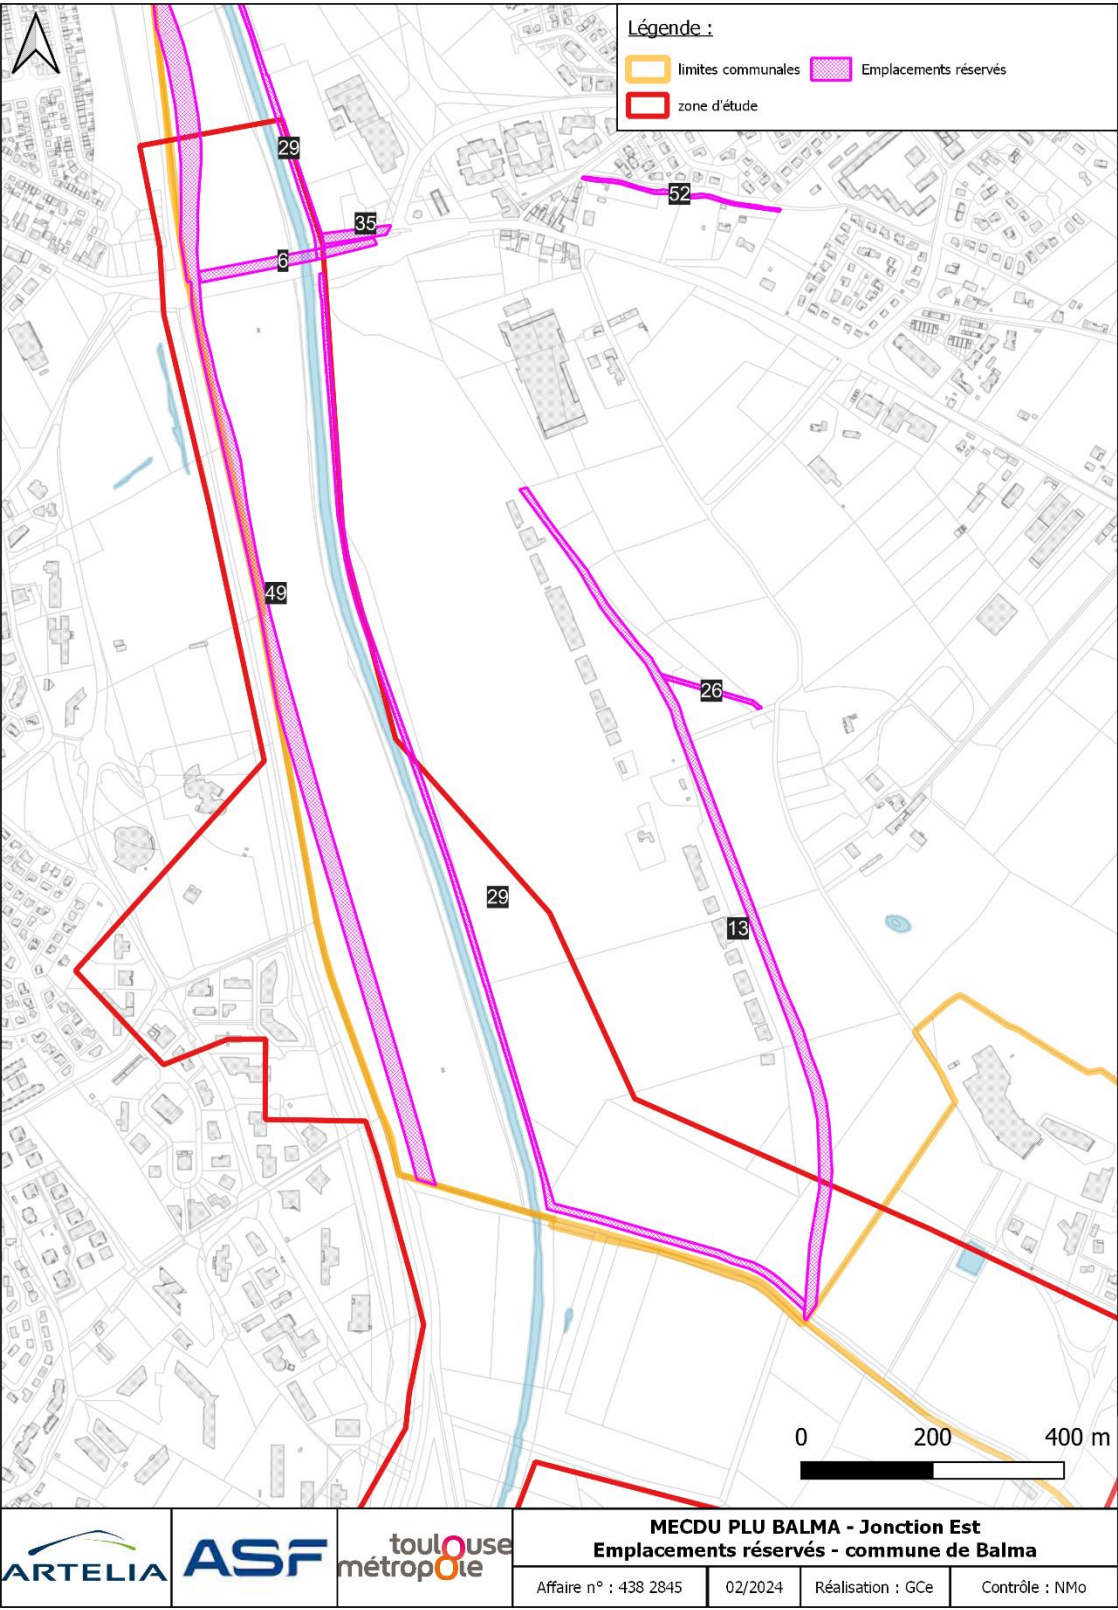 Légende :
limites communales
Emplacements réservés
zone d'étude
29
52
35
6
49
26
29
13
0 200 400 m
ARTELIA
ASF
toulouse
métropole
MECDU PLU BALMA - Jonction Est
Emplacements réservés - commune de Balma
Affaire n° : 438 2845
02/2024
Réalisation : GCe
Contrôle : NMo